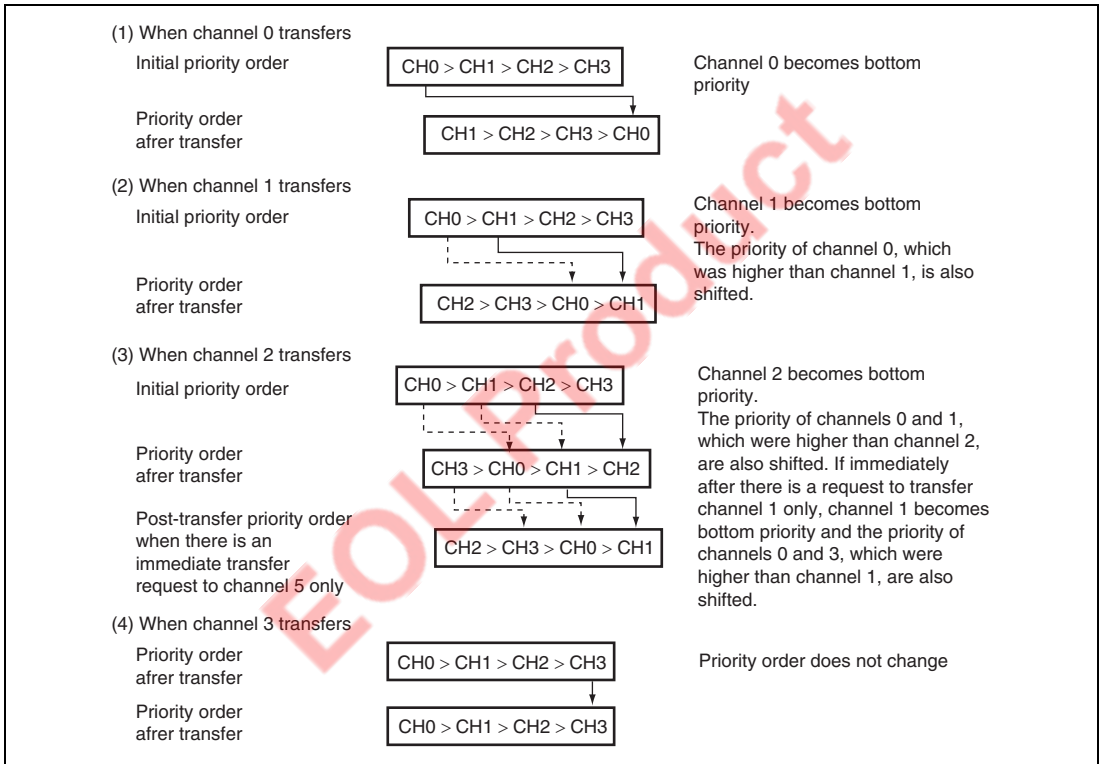 (1) When channel 0 transfers
Initial priority order
CH0 > CH1 > CH2 > CH3
Channel 0 becomes bottom
priority
Priority order
afrer transfer
CH1 > CH2 > CH3 > CH0
(2) When channel 1 transfers
Initial priority order
CH0 > CH1 > CH2 > CH3
Channel 1 becomes bottom
priority.
The priority of channel 0, which
was higher than channel 1, is also
shifted.
Priority order
afrer transfer
CH2 > CH3 > CH0 > CH1
(3) When channel 2 transfers
Initial priority order
CH0 > CH1 > CH2 > CH3
Channel 2 becomes bottom
priority.
The priority of channels 0 and 1,
which were higher than channel 2,
are also shifted. If immediately
after there is a request to transfer
channel 1 only, channel 1 becomes
bottom priority and the priority of
channels 0 and 3, which were
higher than channel 1, are also
shifted.
Priority order
afrer transfer
CH3 > CH0 > CH1 > CH2
Post-transfer priority order
when there is an
immediate transfer
request to channel 5 only
CH2 > CH3 > CH0 > CH1
(4) When channel 3 transfers
Priority order
afrer transfer
CH0 > CH1 > CH2 > CH3
Priority order does not change
Priority order
afrer transfer
CH0 > CH1 > CH2 > CH3
EOL Product